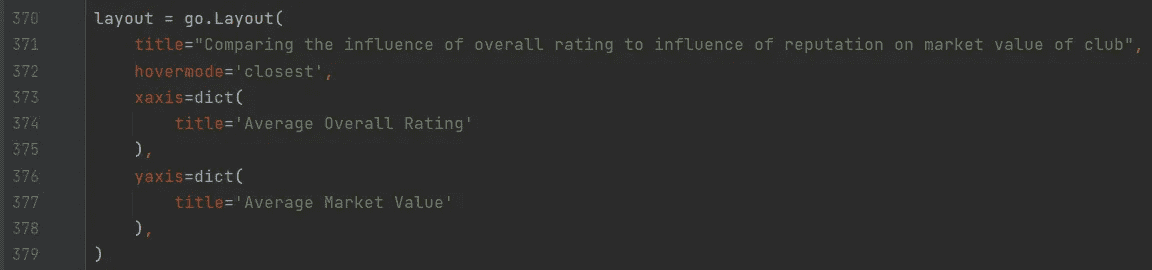 370 layout = go.Layout(
371     title="Comparing the influence of overall rating to influence of reputation on market value of club",
372     hovermode='closest',
373     xaxis=dict(
374         title='Average Overall Rating'
375     ),
376     yaxis=dict(
377         title='Average Market Value'
378     ),
379 )